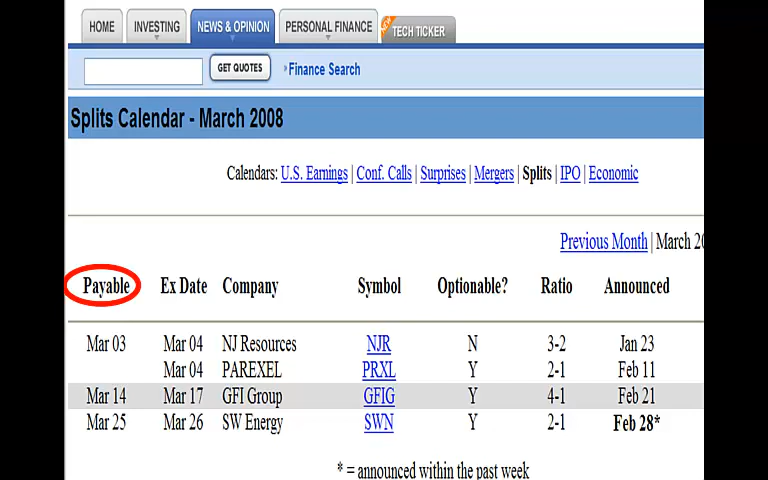 HOME INVESTING NEWS & OPINION PERSONAL FINANCE NEW TECH TICKER
GET QUOTES Finance Search
Splits Calendar - March 2008
Calendars: U.S. Earnings | Conf. Calls | Surprises | Mergers | Splits | IPO | Economic
Previous Month | March 20
Payable Ex Date Company Symbol Optionable? Ratio Announced
Mar 03 Mar 04 NJ Resources NJR N 3-2 Jan 23
Mar 04 PAREXEL PRXL Y 2-1 Feb 11
Mar 14 Mar 17 GFI Group GFIG Y 4-1 Feb 21
Mar 25 Mar 26 SW Energy SWN Y 2-1 Feb 28*
* = announced within the past week